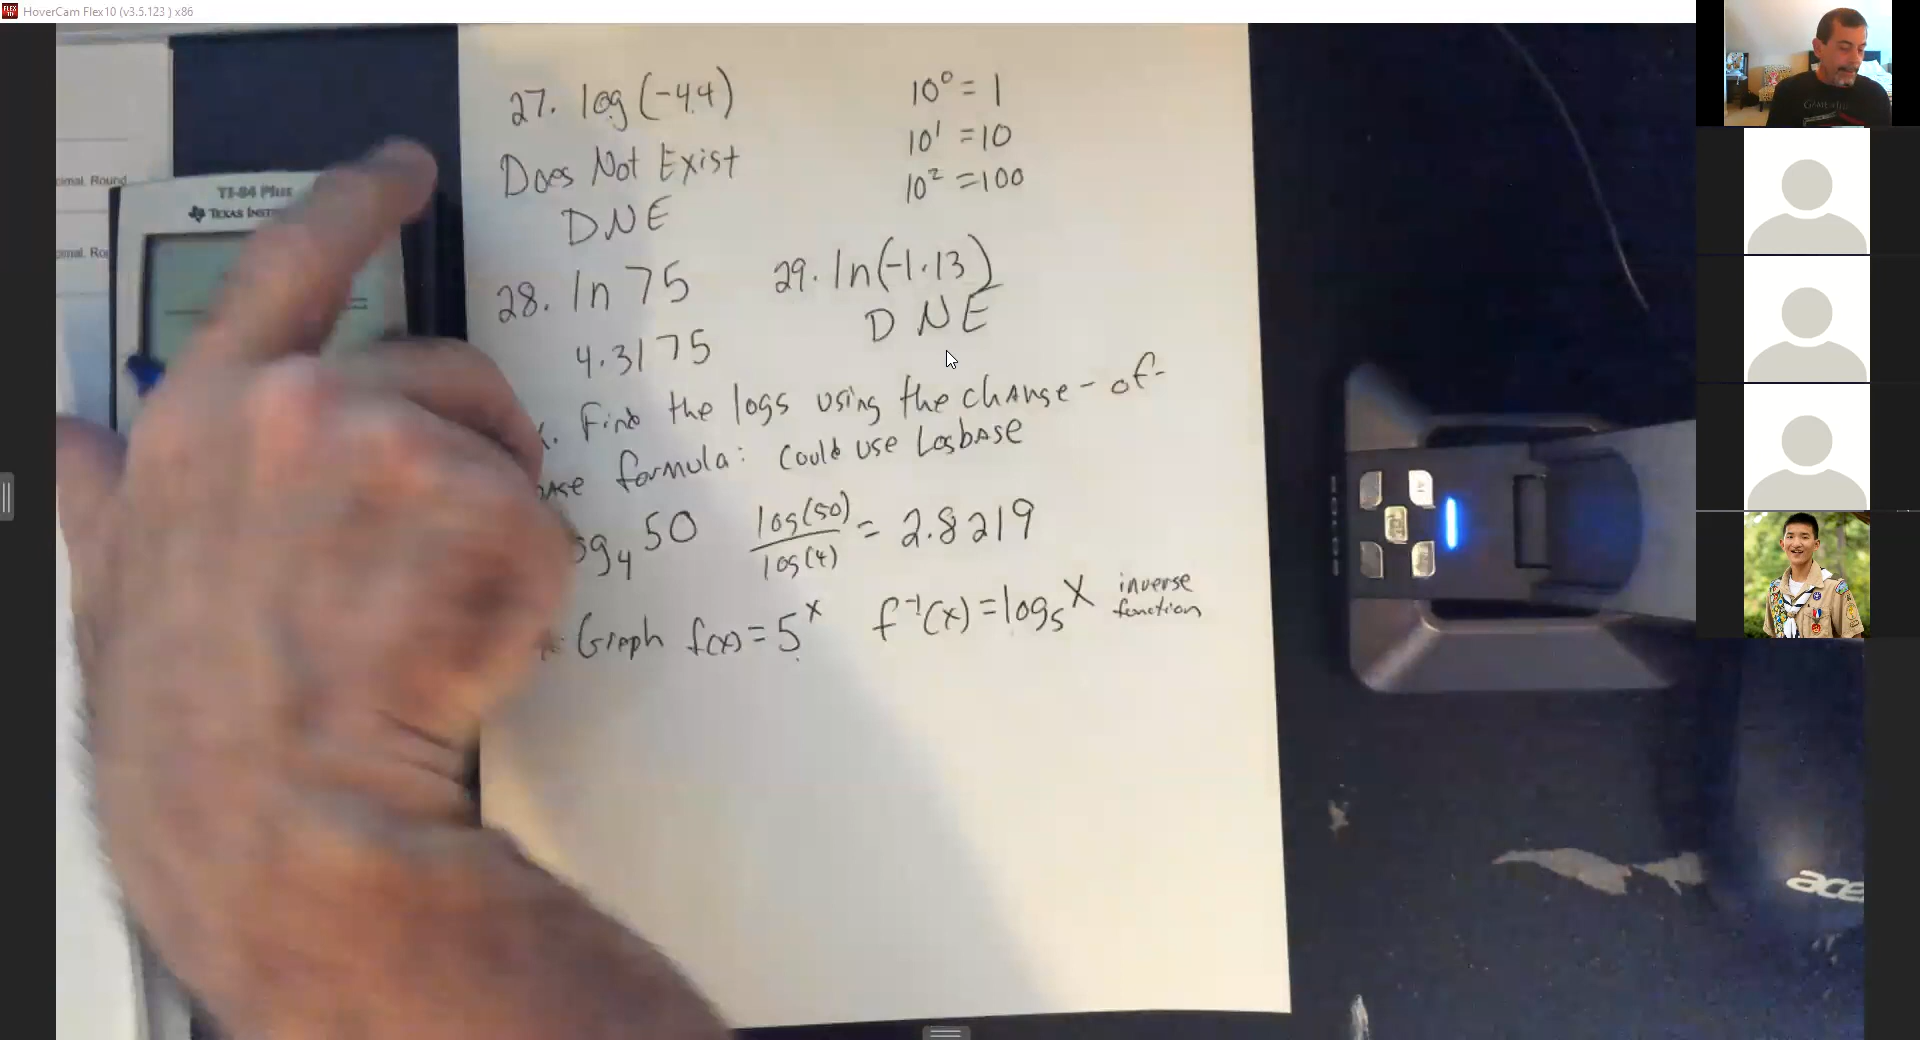 HoverCam Flex10 (v3.5.123 ) x86
27. log(-4.4)
Does Not Exist
DNE
10⁰ = 1
10¹ = 10
10² = 100
28. ln 75
4.3175
29. ln(-1.13)
DNE
Find the logs using the change-of-
formula: Could use Logbase
50
log(50)/log(4) = 2.8219
Graph f(x) = 5ˣ f⁻¹(x) = log₅X inverse
function
TI-84 Plus
TEXAS
acer